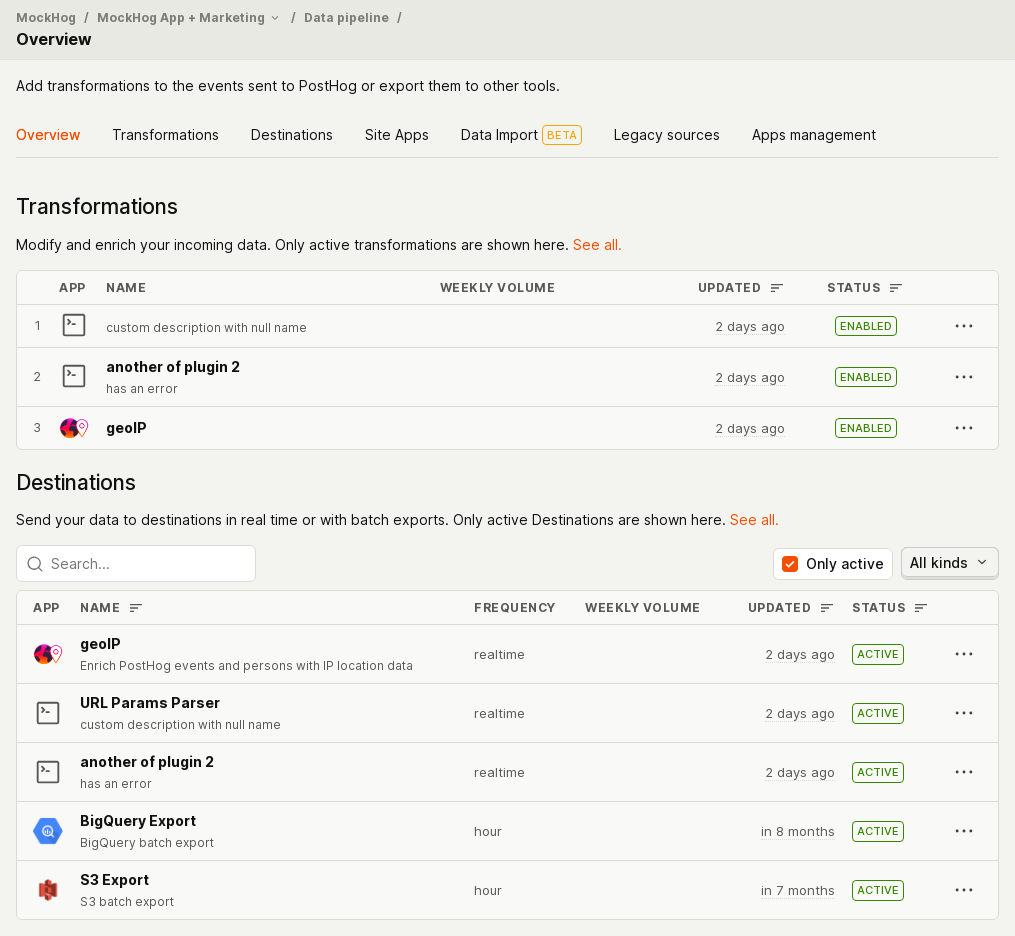 MockHog / MockHog App + Marketing / Data pipeline /
Overview
Add transformations to the events sent to PostHog or export them to other tools.
Overview Transformations Destinations Site Apps Data Import BETA Legacy sources Apps management
Transformations
Modify and enrich your incoming data. Only active transformations are shown here. See all.
APP NAME WEEKLY VOLUME UPDATED STATUS
1 custom description with null name 2 days ago ENABLED
2 another of plugin 2 2 days ago ENABLED
has an error
3 geoIP 2 days ago ENABLED
Destinations
Send your data to destinations in real time or with batch exports. Only active Destinations are shown here. See all.
Search... Only active All kinds
APP NAME FREQUENCY WEEKLY VOLUME UPDATED STATUS
geoIP realtime 2 days ago ACTIVE
Enrich PostHog events and persons with IP location data
URL Params Parser realtime 2 days ago ACTIVE
custom description with null name
another of plugin 2 realtime 2 days ago ACTIVE
has an error
BigQuery Export hour in 8 months ACTIVE
BigQuery batch export
S3 Export hour in 7 months ACTIVE
S3 batch export